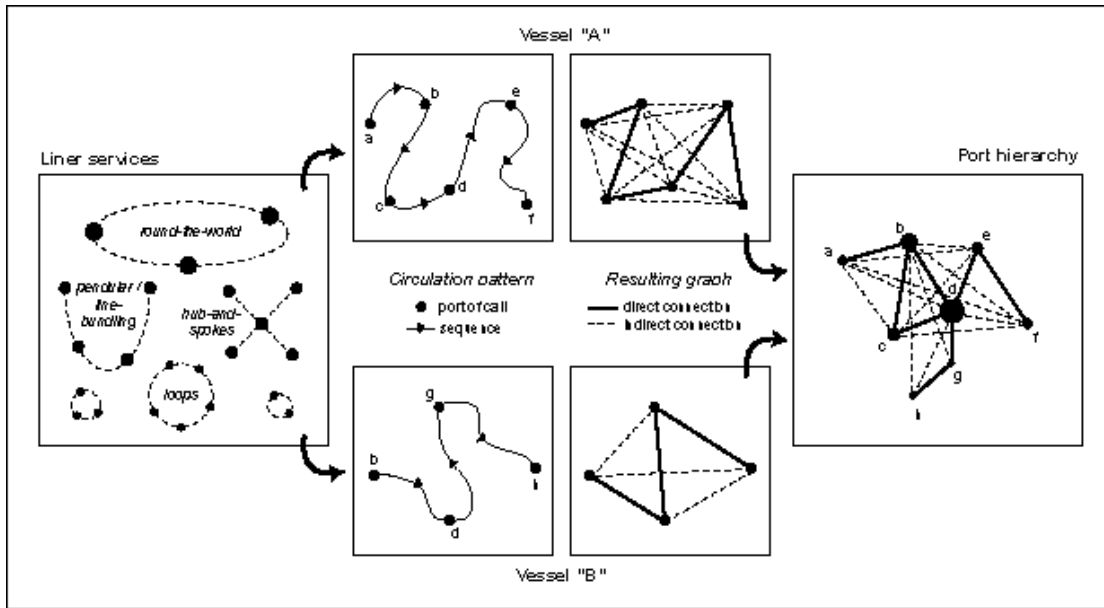 Vessel "A"
Liner services
round-the-world
pendular /
line-
bundling
hub-and-
spokes
loops
a
b
c
d
e
f
Circulation pattern
port of call
sequence
Resulting graph
direct connection
indirect connection
b
g
d
Vessel "B"
Port hierarchy
a
b
e
d
c
f
g